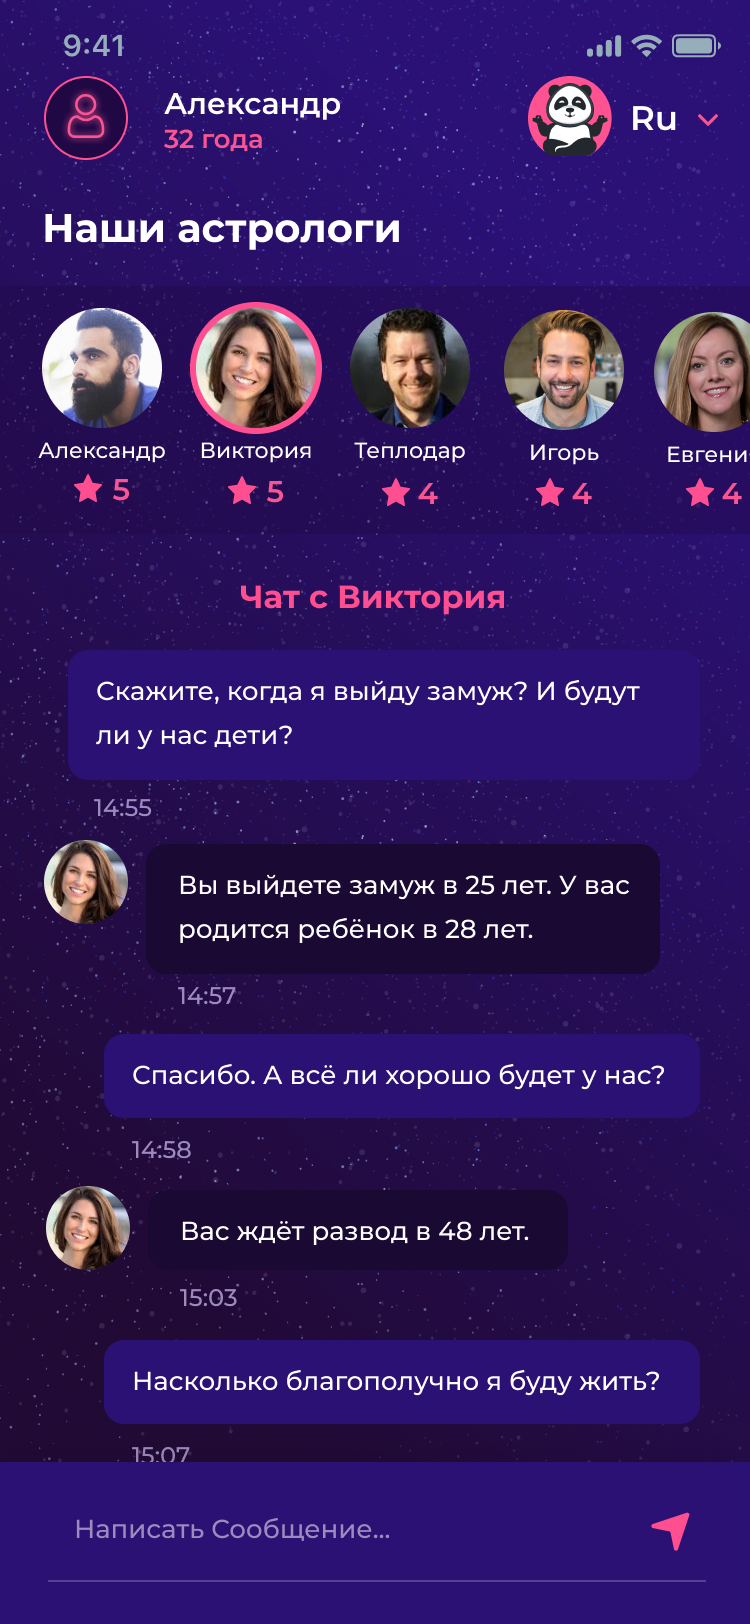 9:41
Александр
32 года
Ru
Наши астрологи
Александр
5
Виктория
5
Теплодар
4
Игорь
4
Евгени
4
Чат с Виктория
Скажите, когда я выйду замуж? И будут
ли у нас дети?
14:55
Вы выйдете замуж в 25 лет. У вас
родится ребёнок в 28 лет.
14:57
Спасибо. А всё ли хорошо будет у нас?
14:58
Вас ждёт развод в 48 лет.
15:03
Насколько благополучно я буду жить?
15:07
Написать Сообщение...